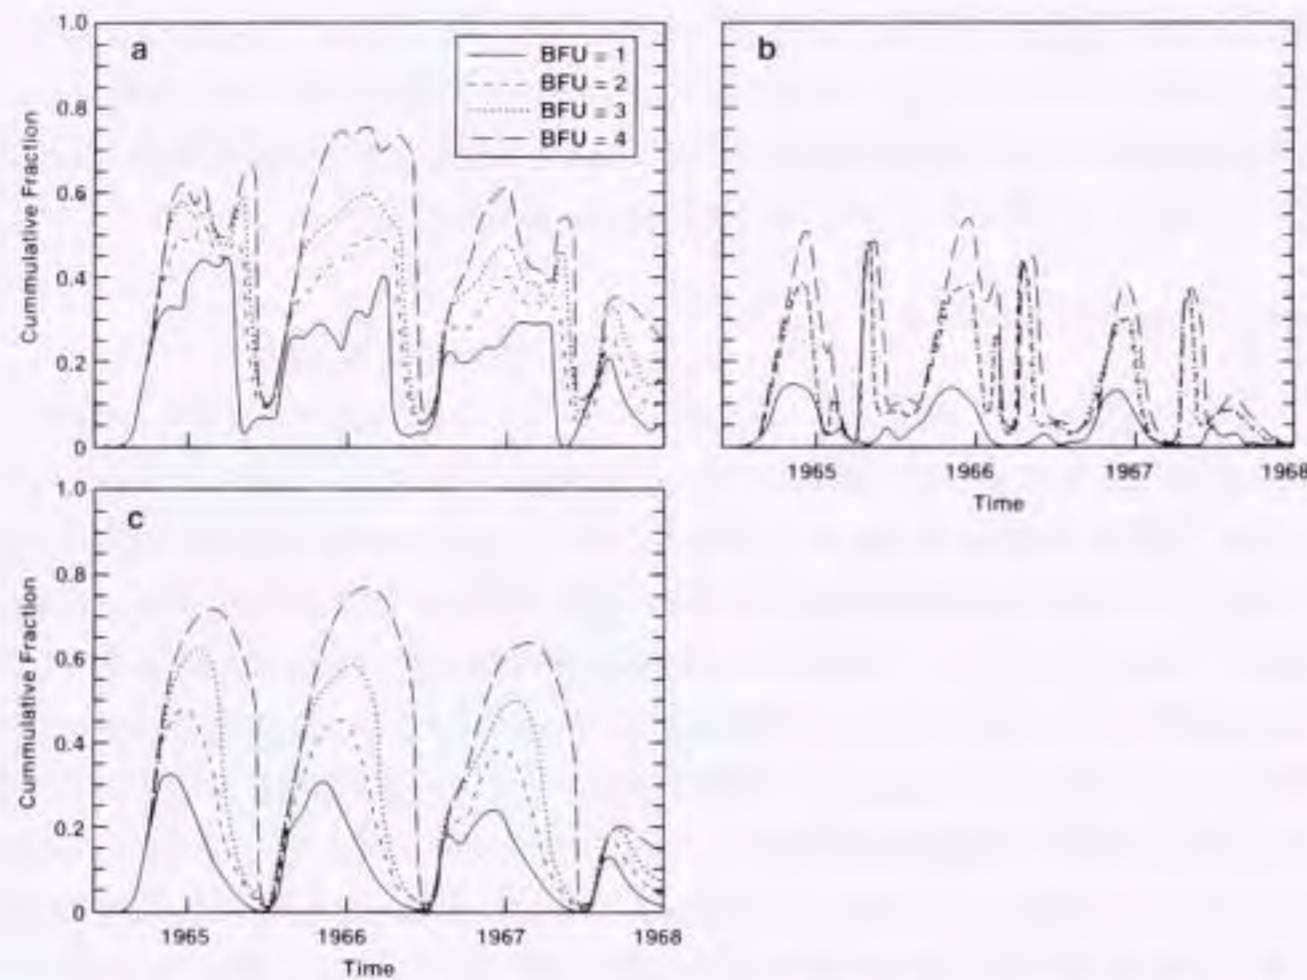 a
BFU = 1
BFU = 2
BFU = 3
BFU = 4
1.0
0.8
0.6
0.4
0.2
0
Cummulative Fraction
b
1965 1966 1967 1968
Time
c
1.0
0.8
0.6
0.4
0.2
0
Cummulative Fraction
1965 1966 1967 1968
Time